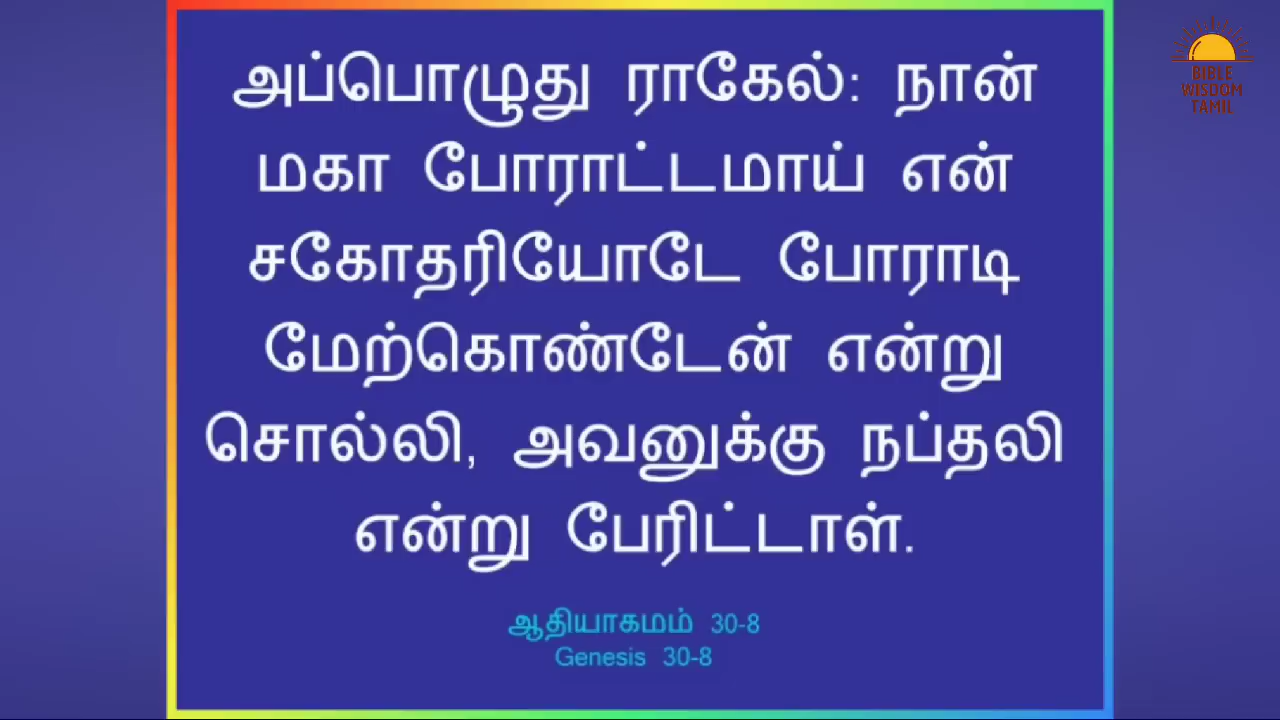 அப்பொழுது ராகேல்: நான்
மகா போராட்டமாய் என்
சகோதரியோடே போராடி
மேற்கொண்டேன் என்று
சொல்லி, அவனுக்கு நப்தலி
என்று பேரிட்டாள்.
ஆதியாகமம் 30-8
Genesis 30-8
BIBLE
WISDOM
TAMIL